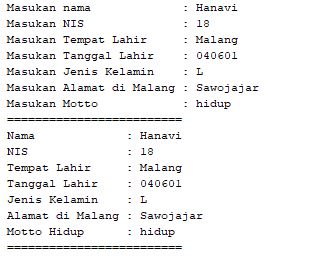 Masukan nama             : Hanavi
Masukan NIS              : 18
Masukan Tempat Lahir     : Malang
Masukan Tanggal Lahir    : 040601
Masukan Jenis Kelamin    : L
Masukan Alamat di Malang : Sawojajar
Masukan Motto            : hidup
=========================
Nama             : Hanavi
NIS              : 18
Tempat Lahir     : Malang
Tanggal Lahir    : 040601
Jenis Kelamin    : L
Alamat di Malang : Sawojajar
Motto Hidup      : hidup
=========================